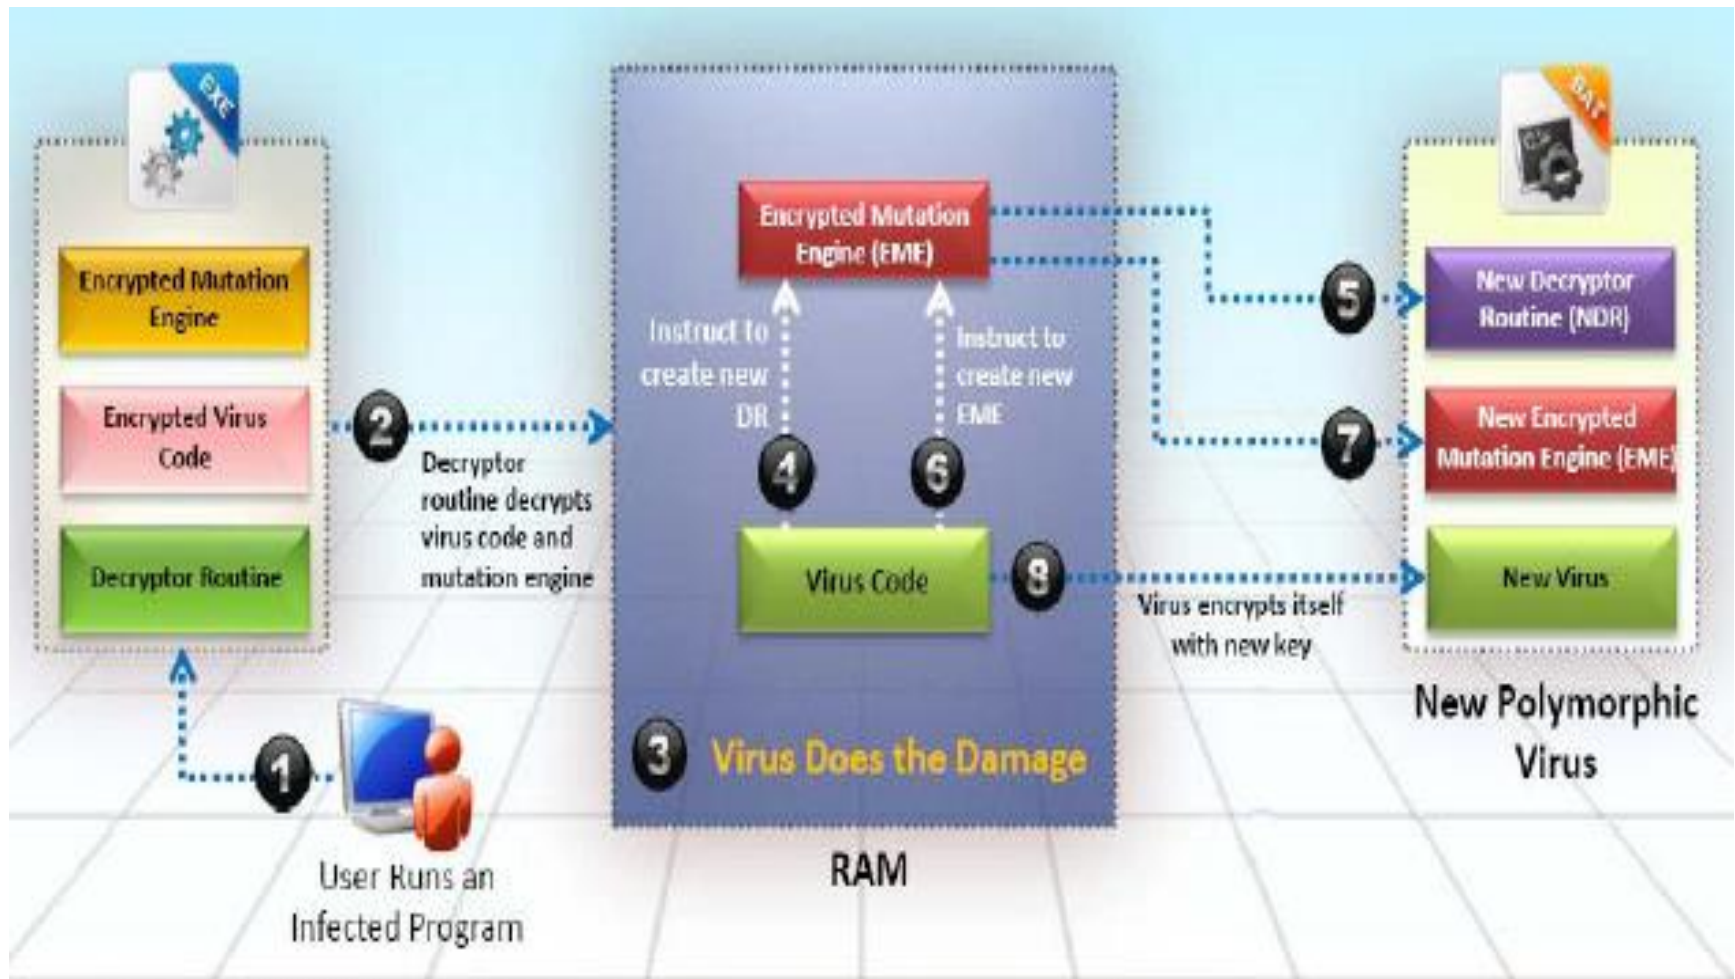 EXE
Encrypted Mutation
Engine
Encrypted Virus
Code
Decryptor Routine
1
User Runs an
Infected Program
2
Decryptor
routine decrypts
virus code and
mutation engine
Encrypted Mutation
Engine (EME)
Instruct to
create new
DR
Instruct to
create new
EME
4
6
Virus Code
3
Virus Does the Damage
RAM
5
7
8
Virus encrypts itself
with new key
BAT
New Decryptor
Routine (NDR)
New Encrypted
Mutation Engine (EME)
New Virus
New Polymorphic
Virus